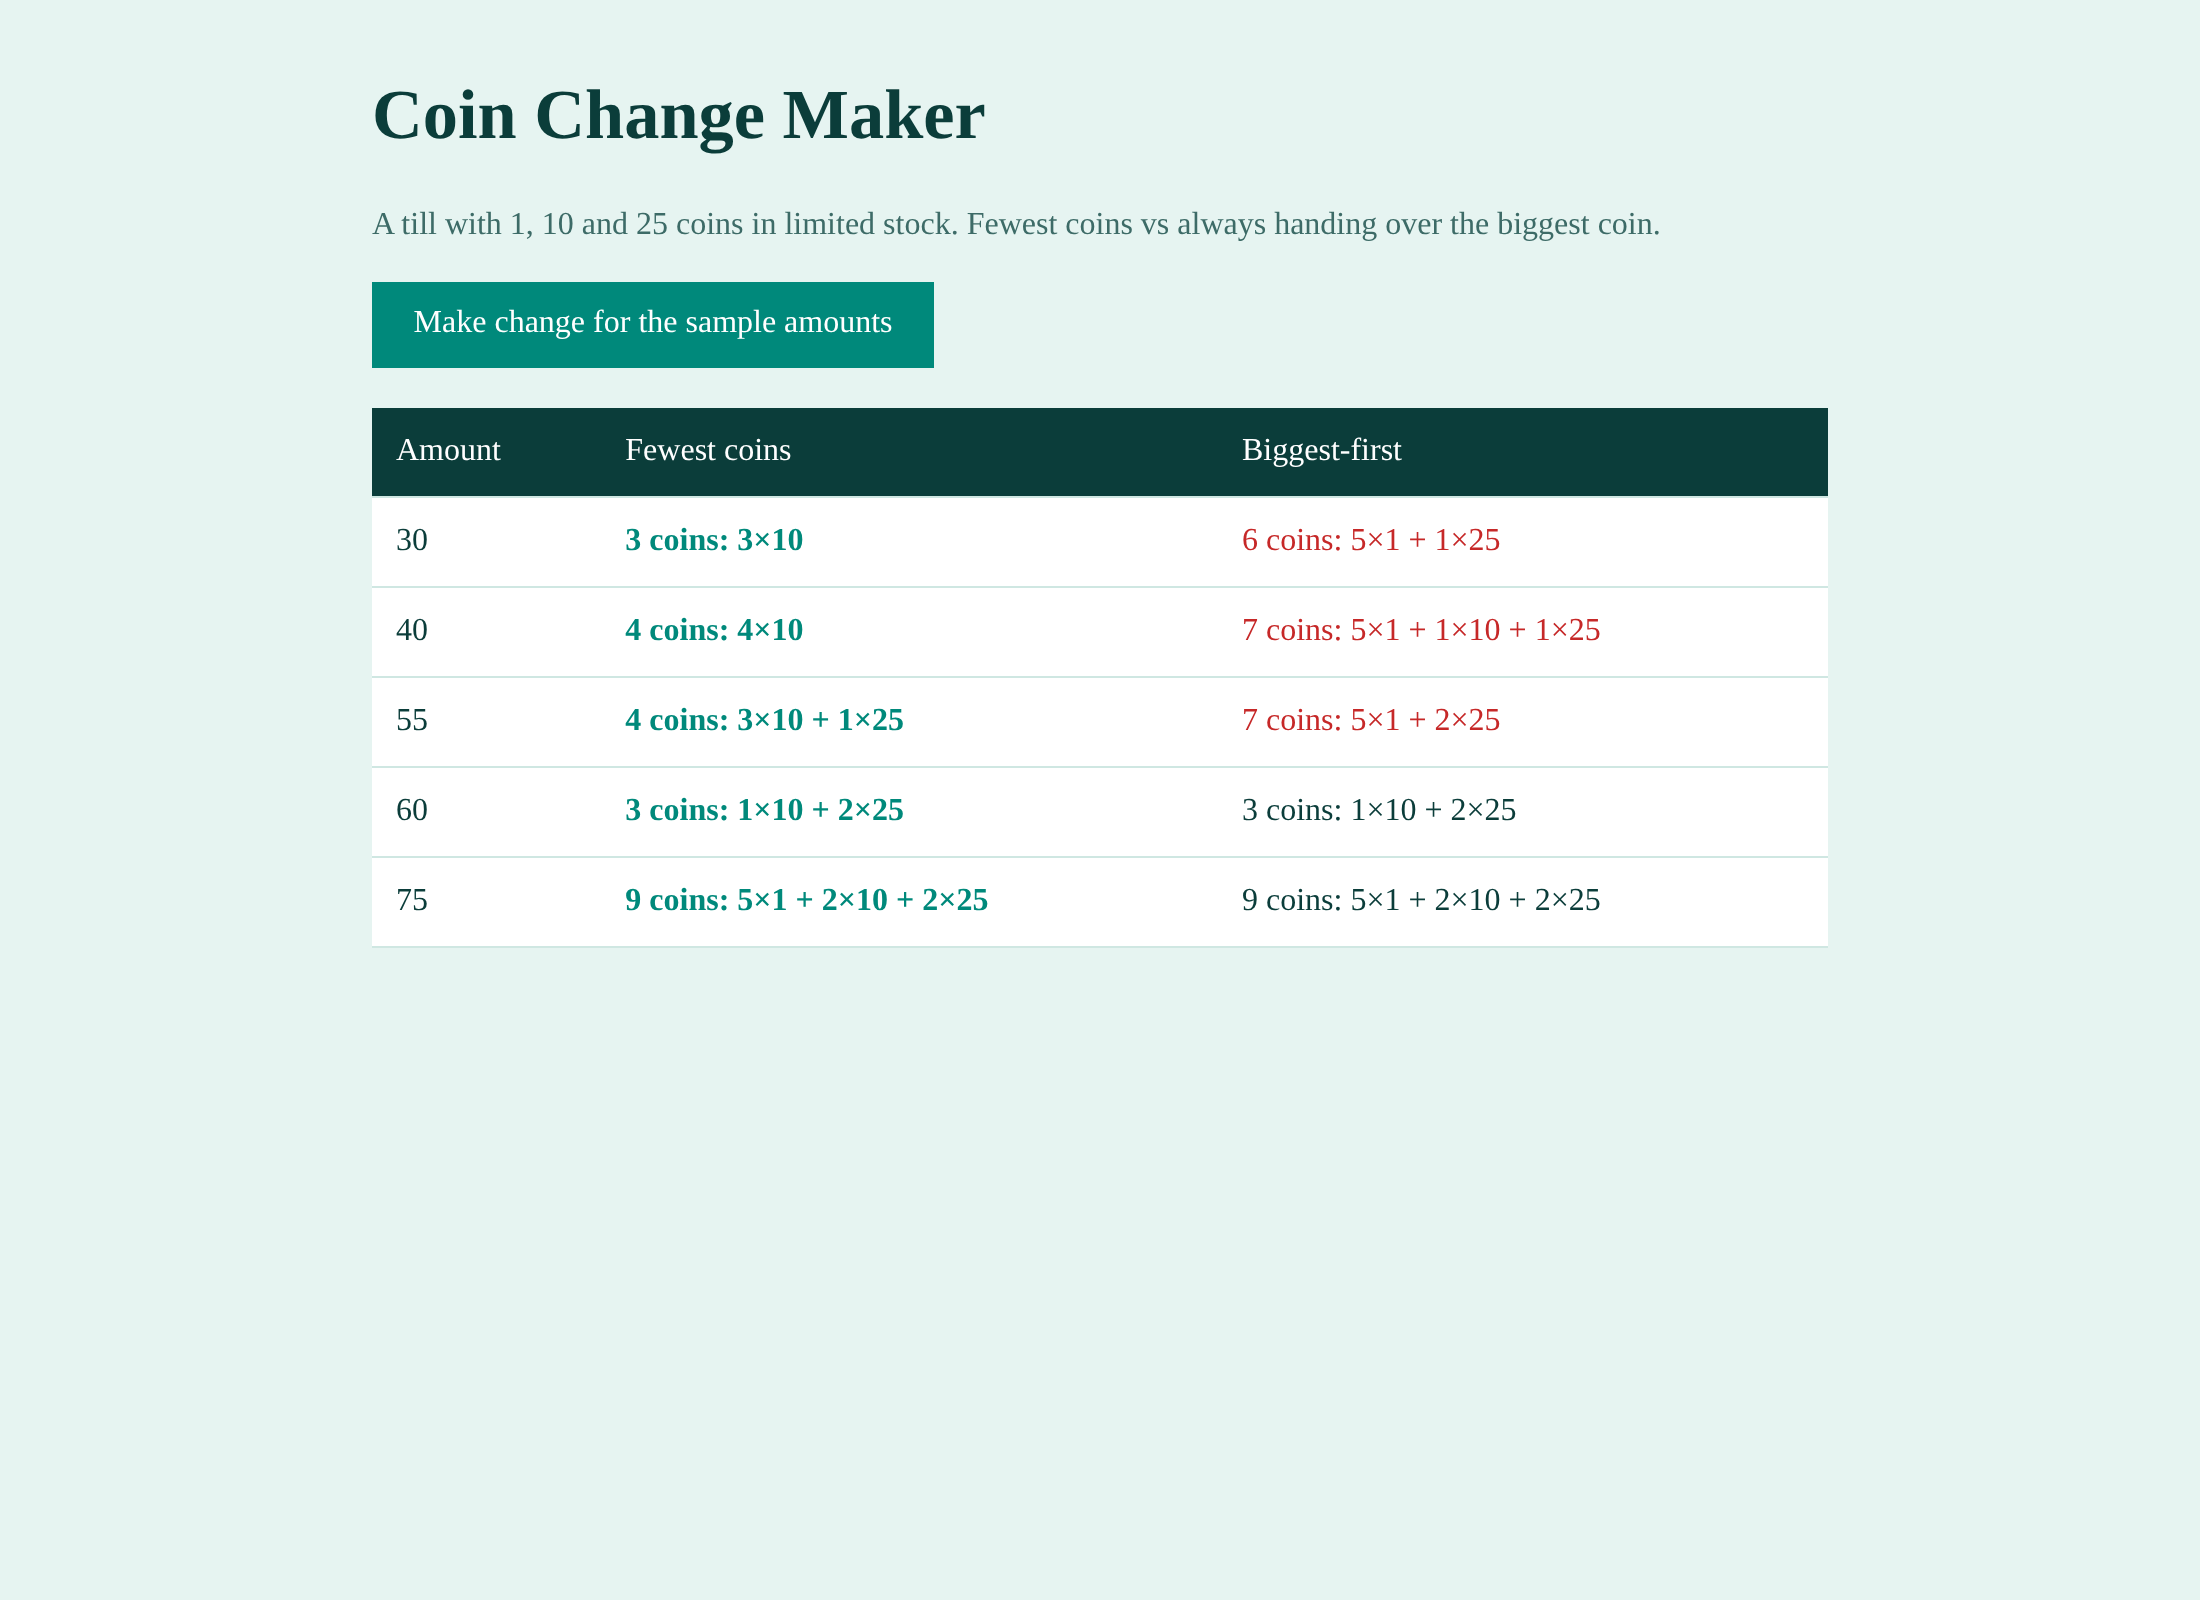 Coin Change Maker
A till with 1, 10 and 25 coins in limited stock. Fewest coins vs always handing over the biggest coin.
Make change for the sample amounts
Amount Fewest coins Biggest-first
30 3 coins: 3×10 6 coins: 5×1 + 1×25
40 4 coins: 4×10 7 coins: 5×1 + 1×10 + 1×25
55 4 coins: 3×10 + 1×25 7 coins: 5×1 + 2×25
60 3 coins: 1×10 + 2×25 3 coins: 1×10 + 2×25
75 9 coins: 5×1 + 2×10 + 2×25 9 coins: 5×1 + 2×10 + 2×25